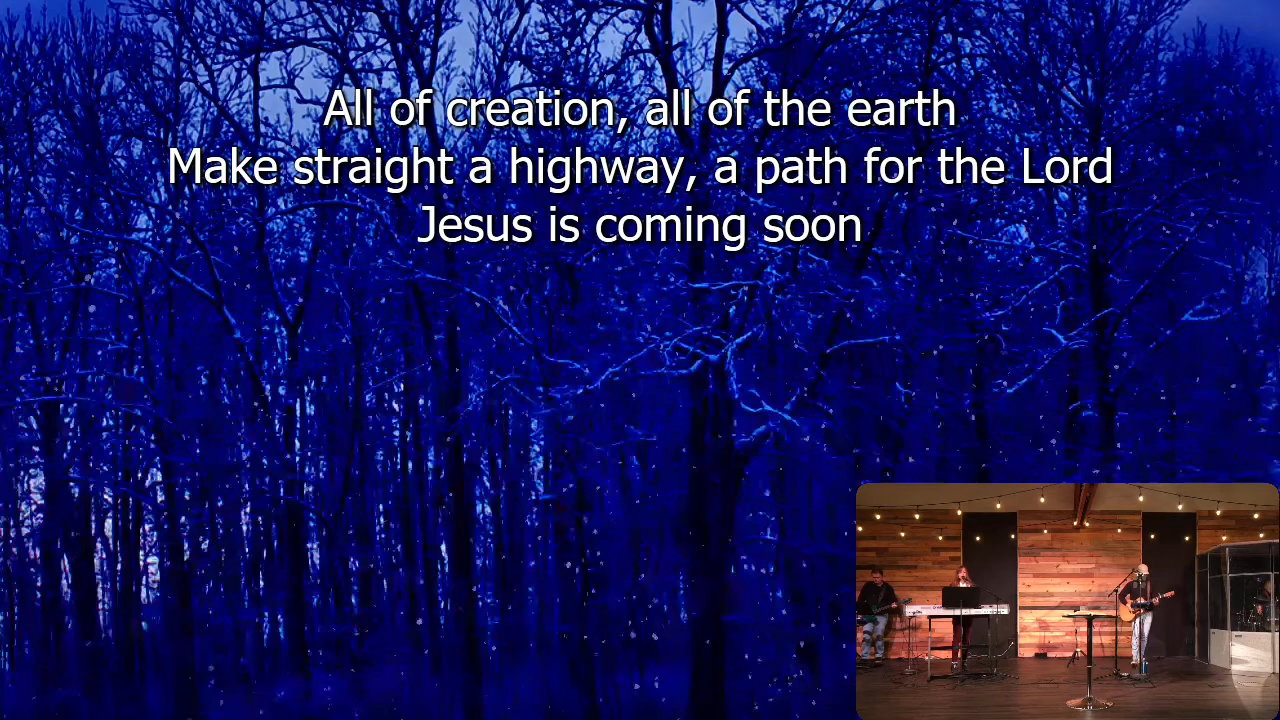 All of creation, all of the earth
Make straight a highway, a path for the Lord
Jesus is coming soon